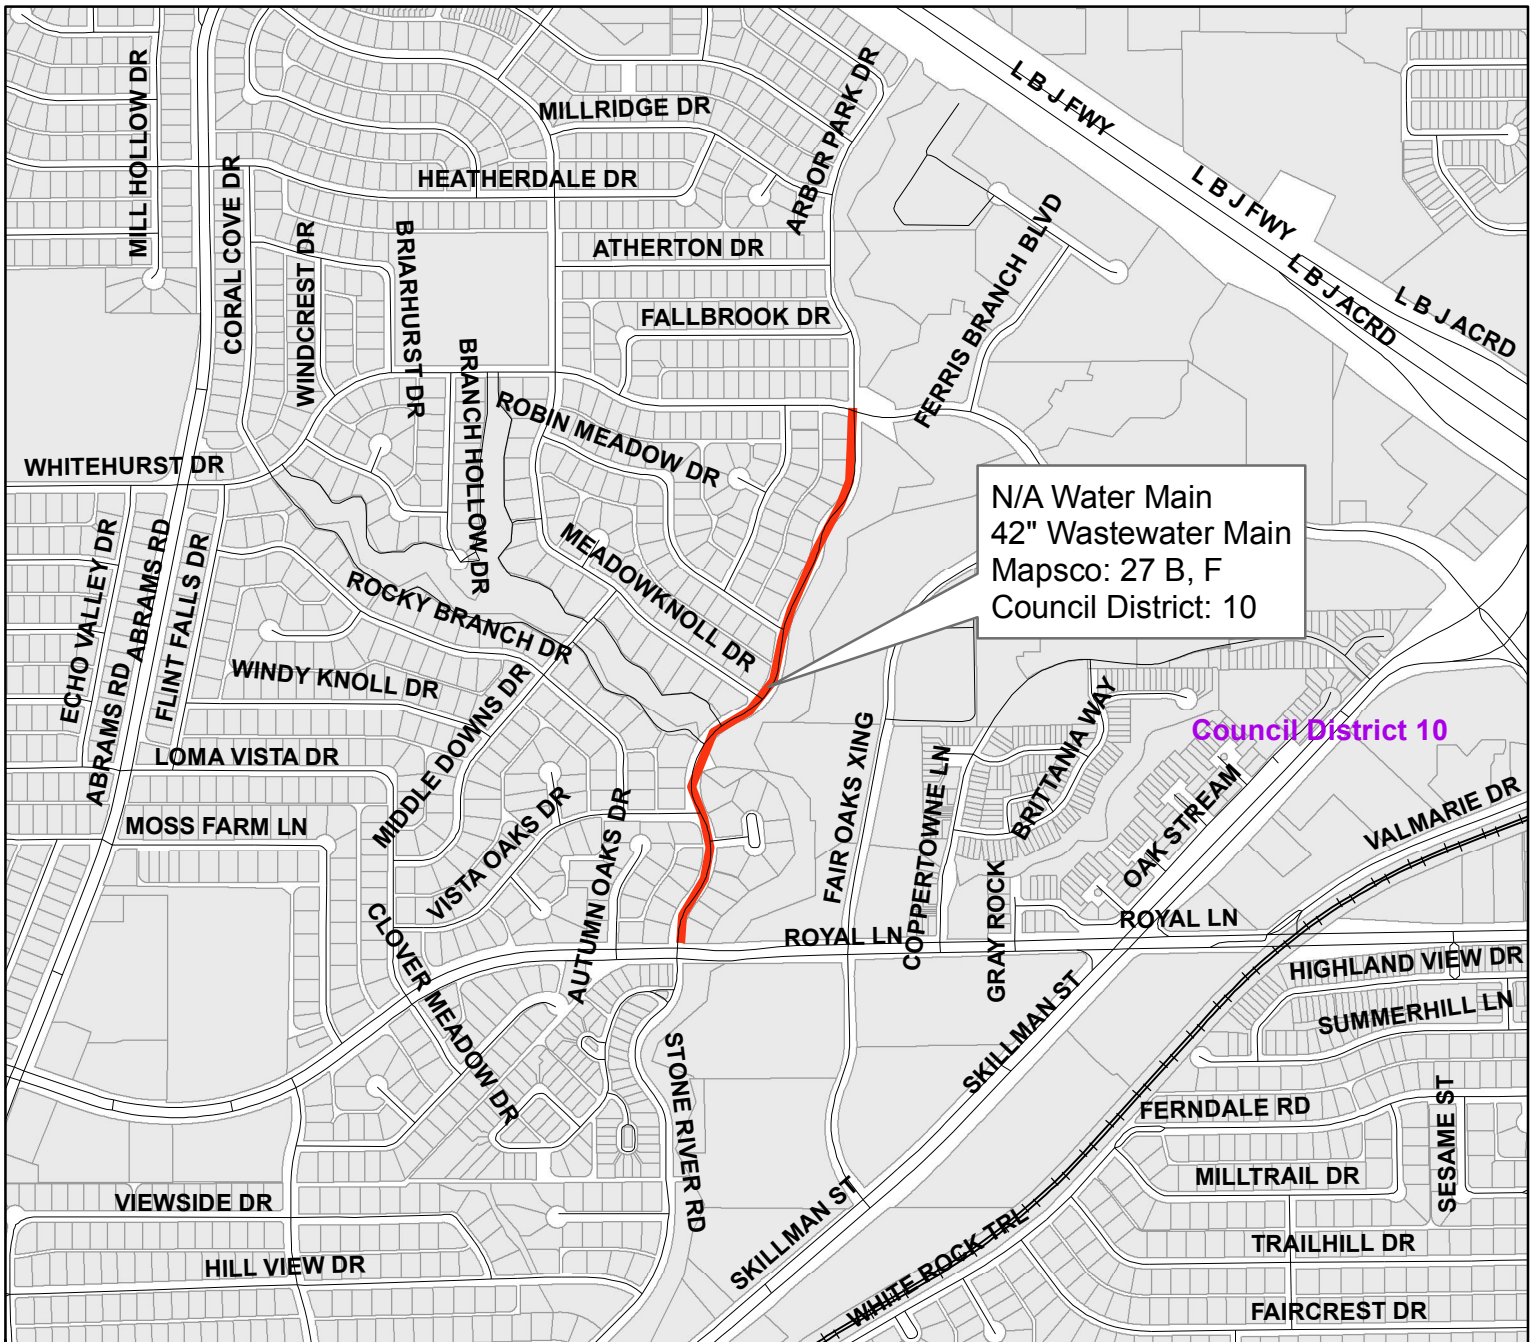 MILL HOLLOW DR
MILLRIDGE DR
ARBOR PARK DR
L B J FWY
HEATHERDALE DR
L B J FWY
CORAL COVE DR
WINDCREST DR
BRIARHURST DR
ATHERTON DR
FERRIS BRANCH BLVD
L B J ACRD
L B J ACRD
FALLBROOK DR
BRANCH HOLLOW DR
ROBIN MEADOW DR
WHITEHURST DR
N/A Water Main
42" Wastewater Main
Mapsco: 27 B, F
Council District: 10
ECHO VALLEY DR
ABRAMS RD
FLINT FALLS DR
MEADOWKNOLL DR
ROCKY BRANCH DR
WINDY KNOLL DR
ABRAMS RD
MIDDLE DOWNS DR
BRITTANIA WAY
Council District 10
LOMA VISTA DR
FAIR OAKS XING
COPPERTOWNE LN
OAK STREAM
VALMARIE DR
MOSS FARM LN
VISTA OAKS DR
AUTUMN OAKS DR
GRAY ROCK
ROYAL LN
ROYAL LN
CLOVER MEADOW DR
HIGHLAND VIEW DR
SUMMERHILL LN
SKILLMAN ST
STONE RIVER RD
FERNDALE RD
SESAME ST
MILLTRAIL DR
VIEWSIDE DR
SKILLMAN ST
TRAILHILL DR
HILL VIEW DR
WHITE ROCK TRL
FAIRCREST DR